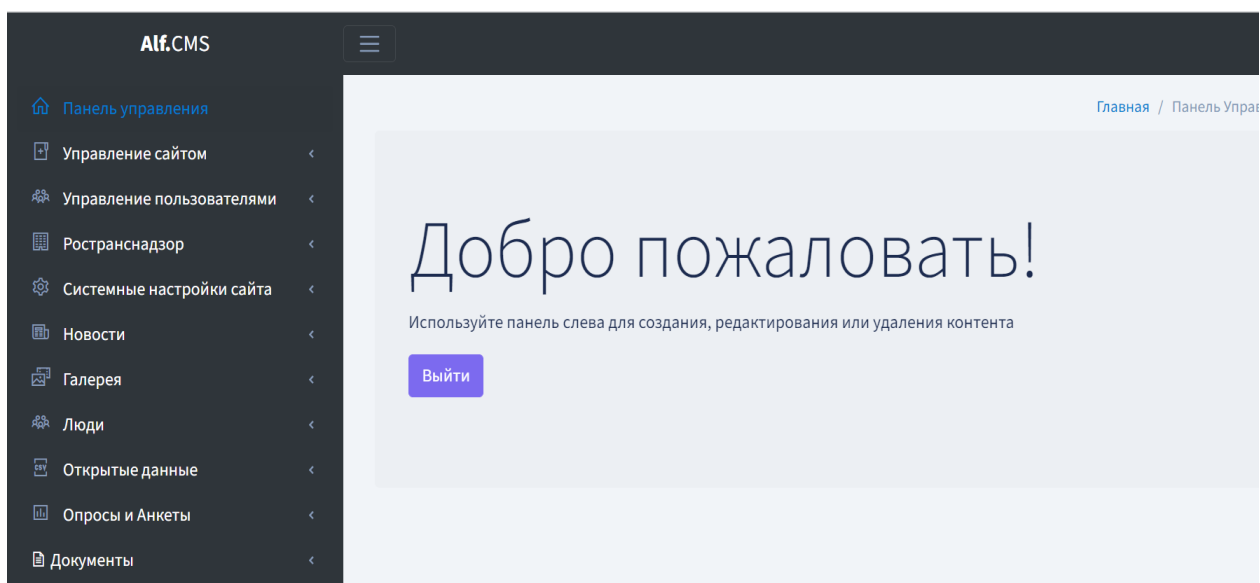 Alf.CMS
Панель управления
Управление сайтом
Управление пользователями
Ространснадзор
Системные настройки сайта
Новости
Галерея
Люди
Открытые данные
Опросы и Анкеты
Документы
Главная / Панель Управ
Добро пожаловать!
Используйте панель слева для создания, редактирования или удаления контента
Выйти